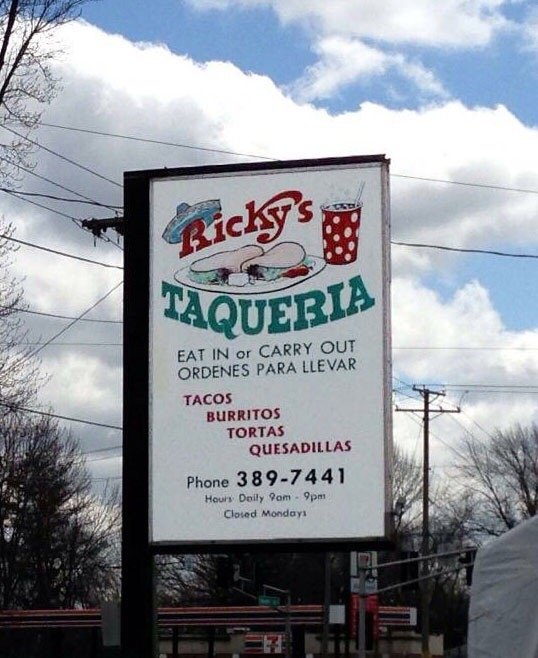 Ricky's
TAQUERIA
EAT IN or CARRY OUT
ORDENES PARA LLEVAR
TACOS
BURRITOS
TORTAS
QUESADILLAS
Phone 389-7441
Hours: Daily 9am - 9pm
Closed Mondays
7